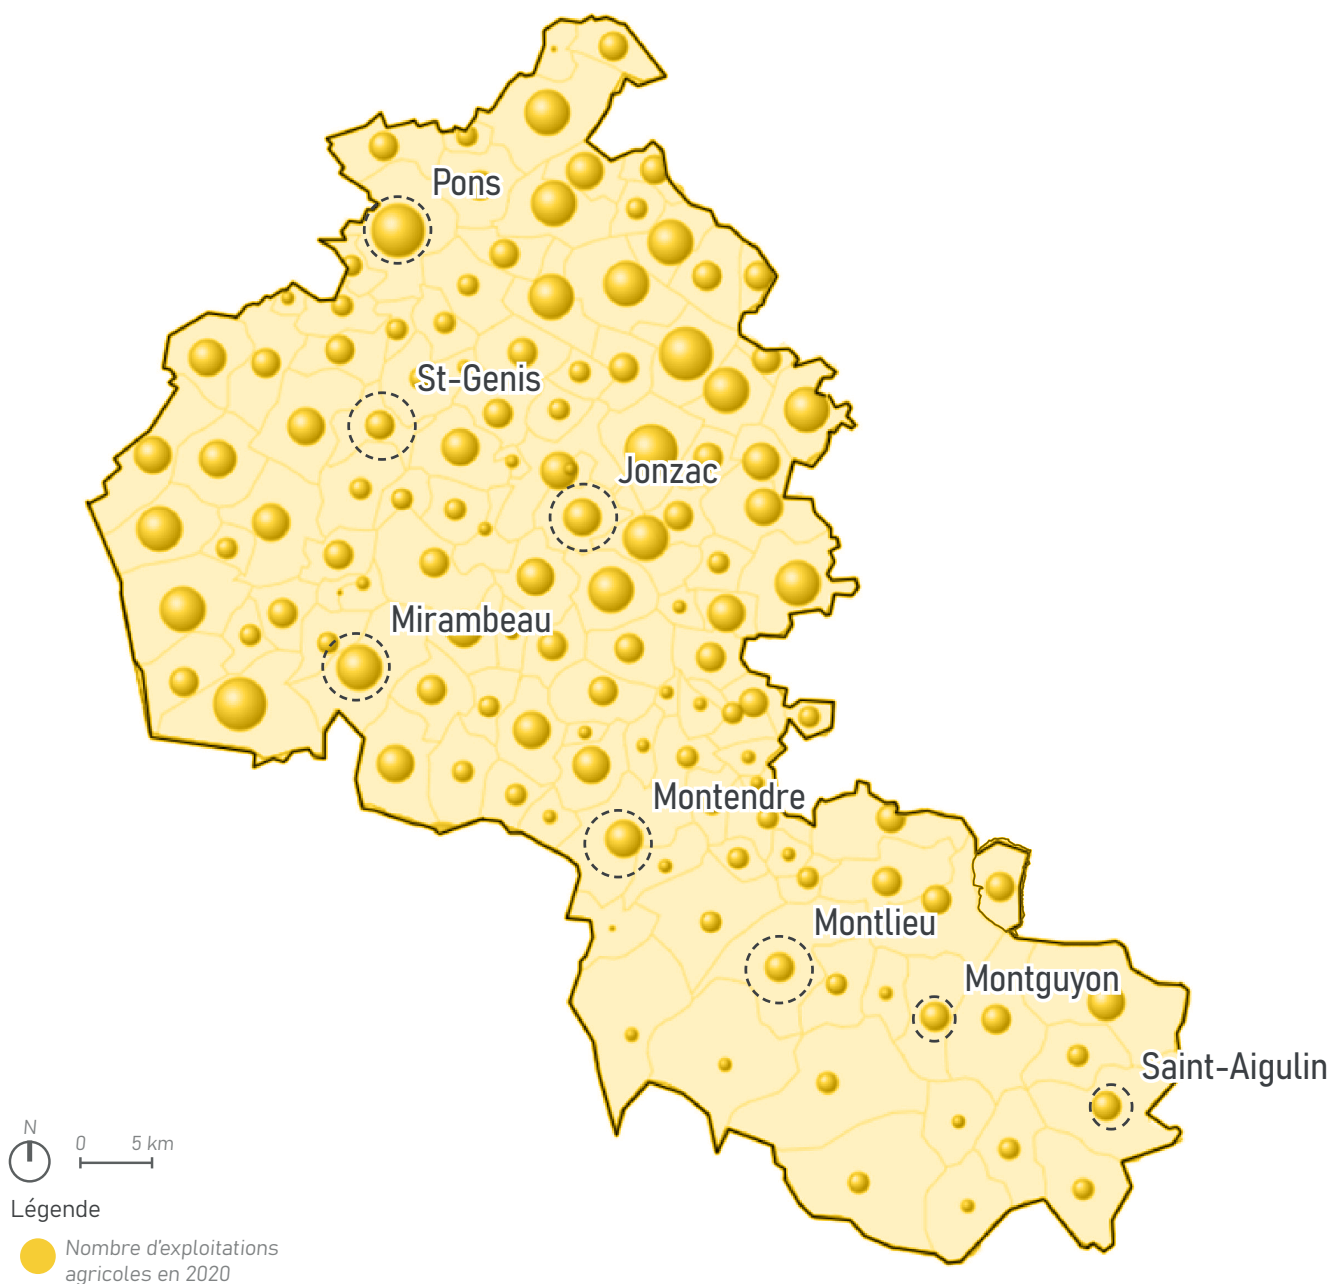 Pons
St-Genis
Jonzac
Mirambeau
Montendre
Montlieu
Montguyon
Saint-Aigulin
N
0 5 km
Légende
Nombre d'exploitations
agricoles en 2020